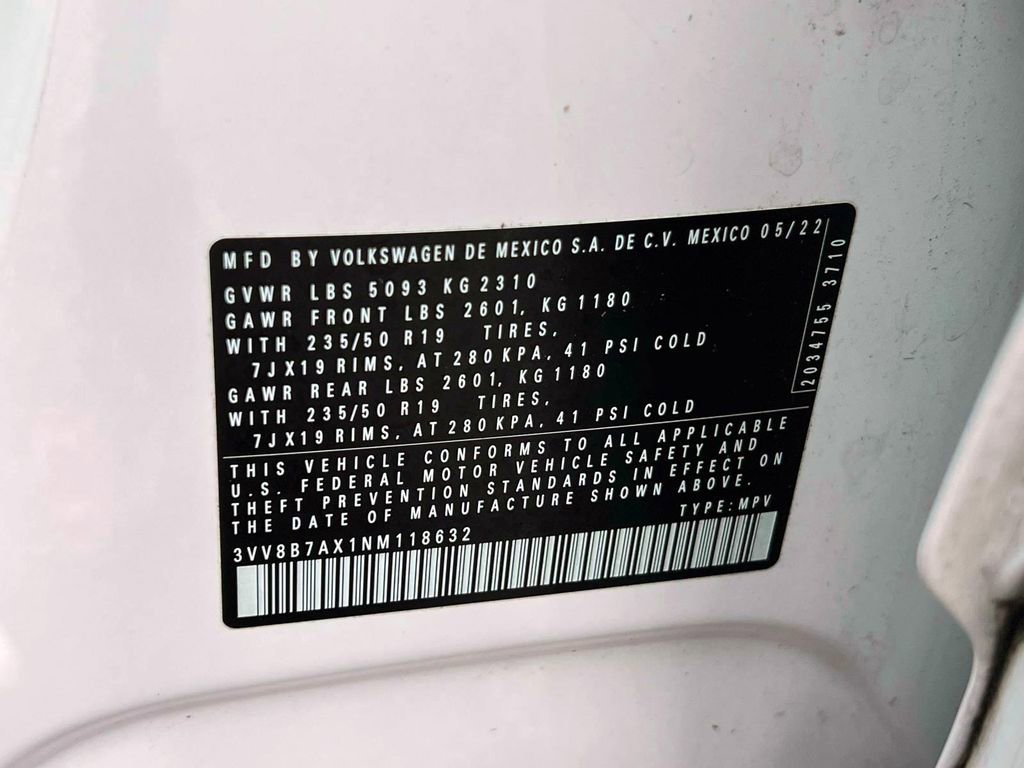 MFD BY VOLKSWAGEN DE MEXICO S.A. DE C.V. MEXICO 05/22
GVWR LBS 5093 KG 2310
GAWR FRONT LBS 2601, KG 1180
WITH 235/50 R19 TIRES,
7JX19 RIMS, AT 280 KPA, 41 PSI COLD
GAWR REAR LBS 2601, KG 1180
WITH 235/50 R19 TIRES,
7JX19 RIMS, AT 280 KPA, 41 PSI COLD
2034755 3710
THIS VEHICLE CONFORMS TO ALL APPLICABLE
U.S. FEDERAL MOTOR VEHICLE SAFETY AND
THEFT PREVENTION STANDARDS IN EFFECT ON
THE DATE OF MANUFACTURE SHOWN ABOVE.
TYPE: MPV
3VV8B7AX1NM118632